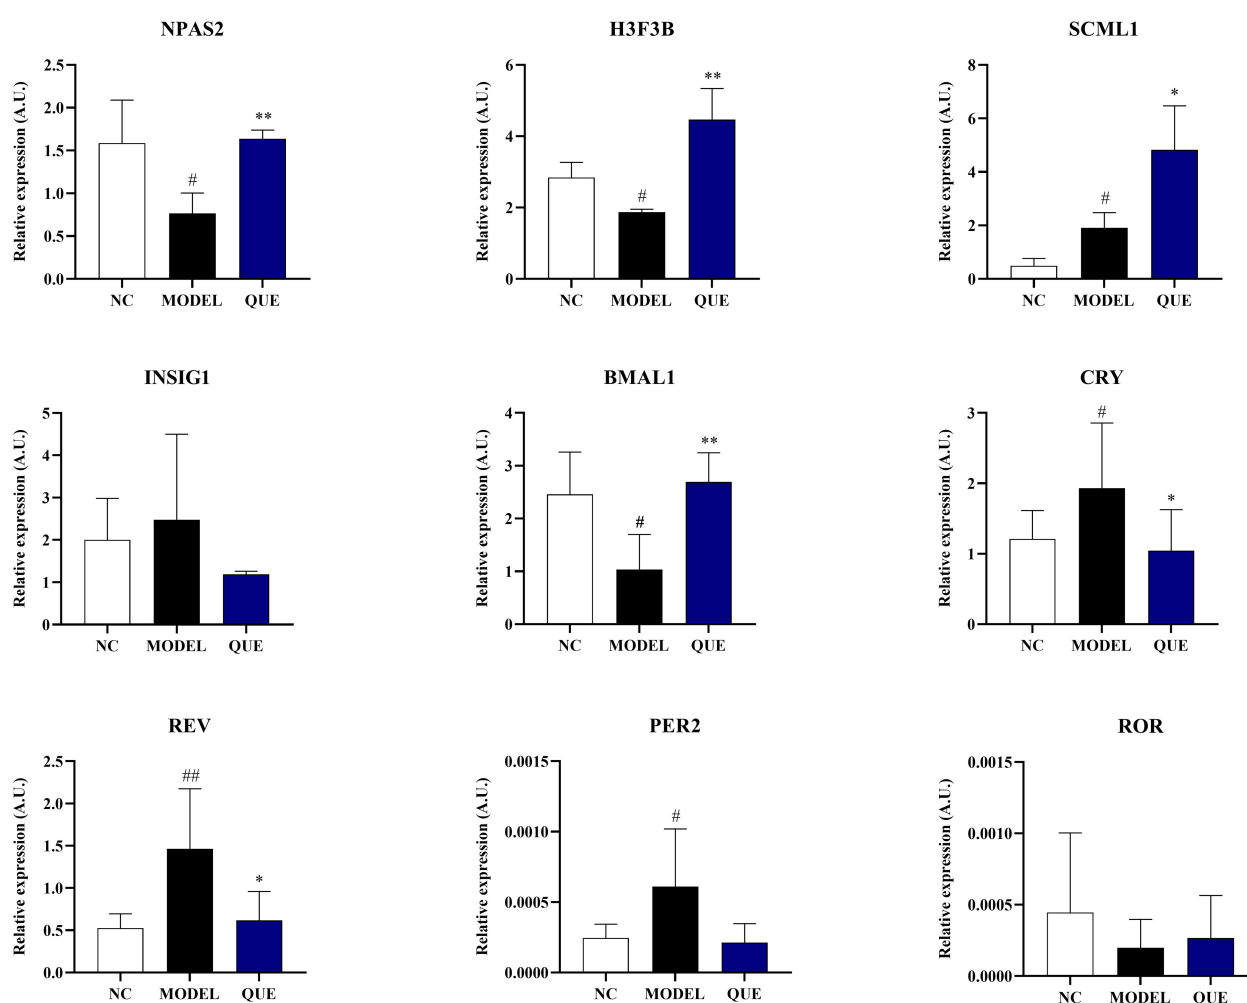 NPAS2
Relative expression (A.U.)
2.5
2.0
1.5
1.0
0.5
0.0
#
**
NC MODEL QUE
H3F3B
Relative expression (A.U.)
6
4
2
0
#
**
NC MODEL QUE
SCML1
Relative expression (A.U.)
8
6
4
2
0
#
*
NC MODEL QUE
INSIG1
Relative expression (A.U.)
5
4
3
2
1
0
NC MODEL QUE
BMAL1
Relative expression (A.U.)
4
3
2
1
0
#
**
NC MODEL QUE
CRY
Relative expression (A.U.)
3
2
1
0
#
*
NC MODEL QUE
REV
Relative expression (A.U.)
2.5
2.0
1.5
1.0
0.5
0.0
##
*
NC MODEL QUE
PER2
Relative expression (A.U.)
0.0015
0.0010
0.0005
0.0000
#
NC MODEL QUE
ROR
Relative expression (A.U.)
0.0015
0.0010
0.0005
0.0000
NC MODEL QUE